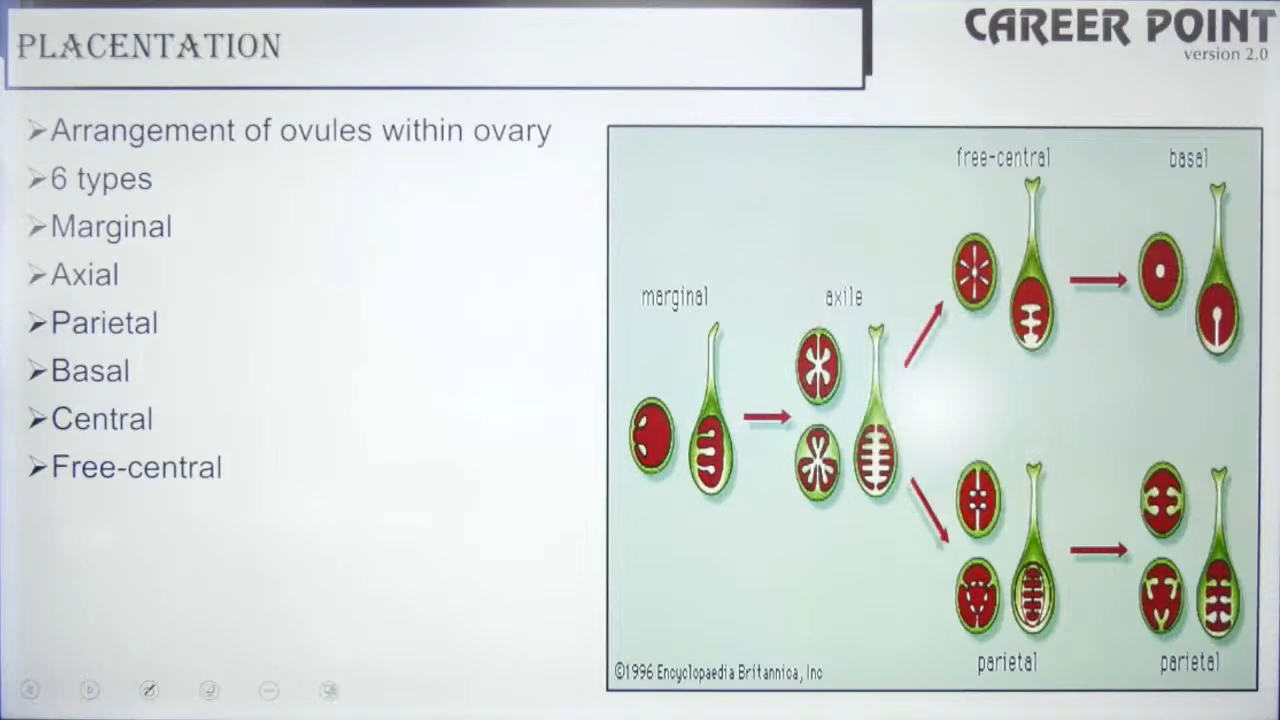 PLACENTATION
CAREER POINT
version 2.0
➢Arrangement of ovules within ovary
➢6 types
➢Marginal
➢Axial
➢Parietal
➢Basal
➢Central
➢Free-central
free-central
basal
marginal
axile
parietal
parietal
©1996 Encyclopaedia Britannica, Inc